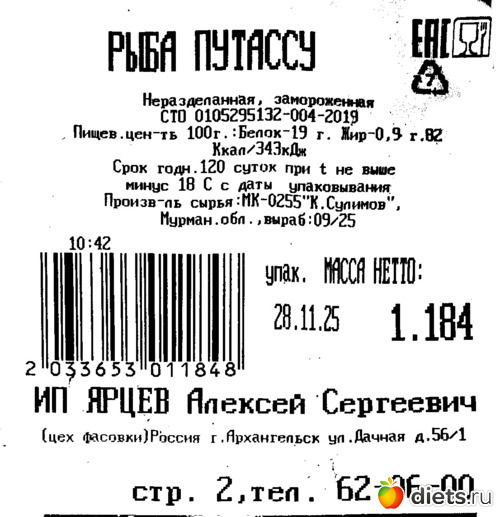 РЫБА ПУТАССУ
EAC
Неразделанная, замороженная
СТО 0105295132-004-2019
Пищев.цен-ть 100г.:Белок-19 г. Жир-0,9 г.82
Ккал/343кДж
Срок годн.120 суток при t не выше
минус 18 С с даты упаковывания
Произв-ль сырья:МК-0255"К.Сулимов",
Мурман.обл.,выраб:09/25
10:42
упак. МАССА НЕТТО:
28.11.25 1.184
2 033653 011848
ИП ЯРЦЕВ Алексей Сергеевич
(цех фасовки)Россия г.Архангельск ул.Дачная д.56/1
стр. 2,тел. 62-06-00
diets.ru